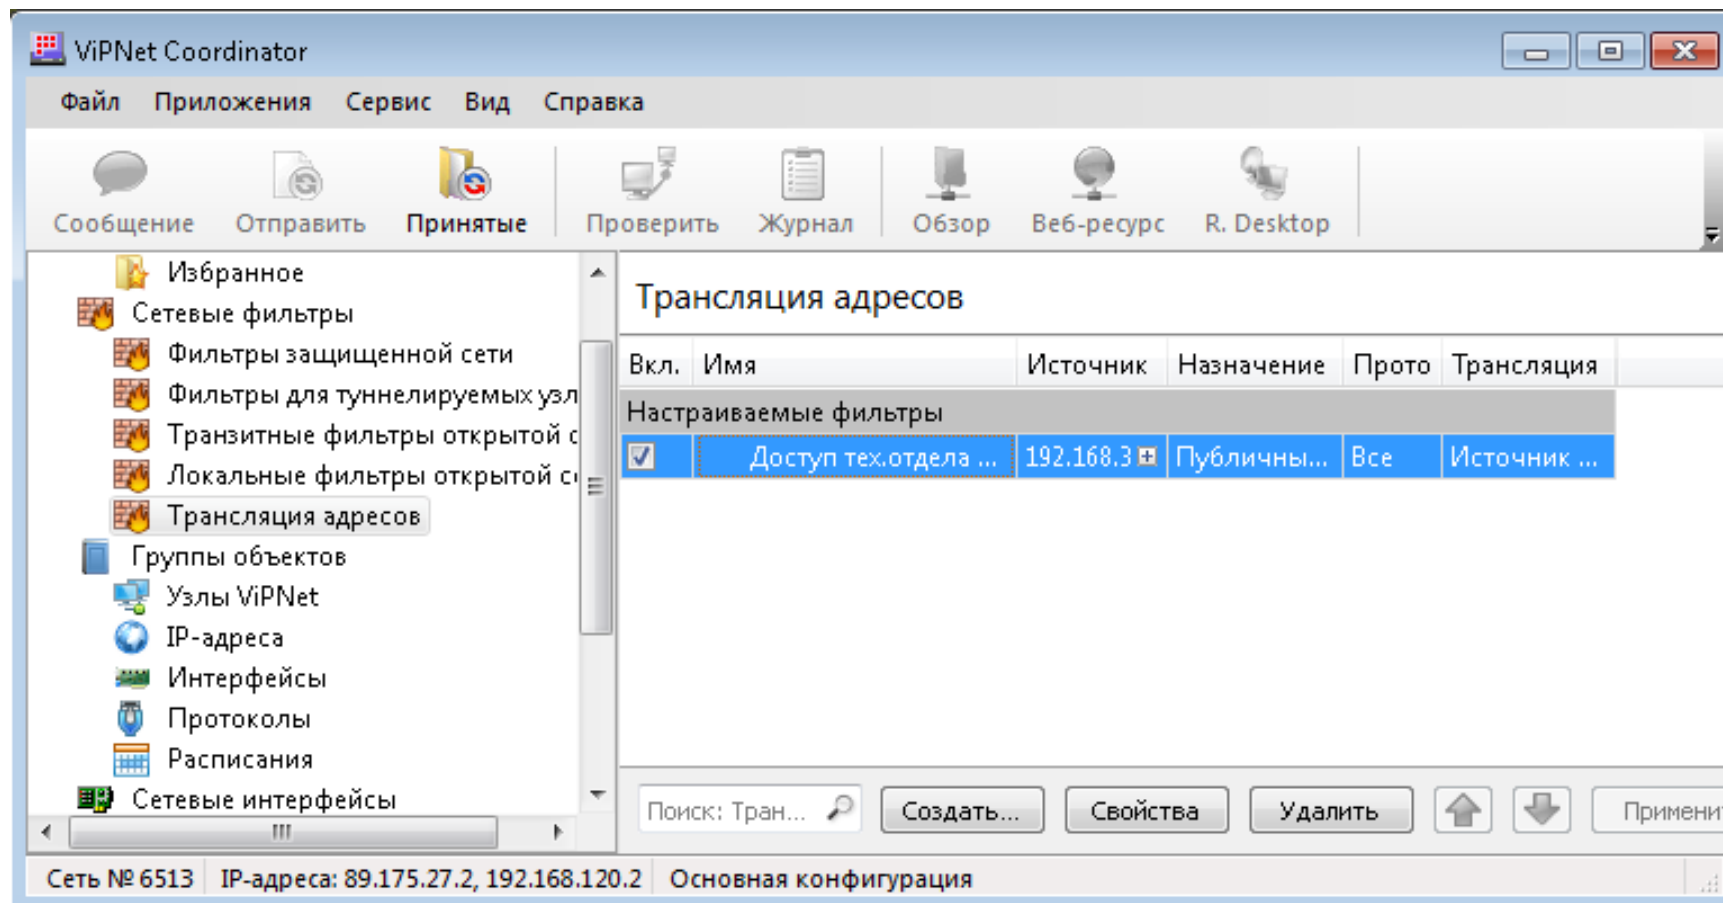 ViPNet Coordinator
Файл Приложения Сервис Вид Справка
Сообщение Отправить Принятые Проверить Журнал Обзор Веб-ресурс R. Desktop
Избранное
Сетевые фильтры
Фильтры защищенной сети
Фильтры для туннелируемых узл
Транзитные фильтры открытой с
Локальные фильтры открытой с
Трансляция адресов
Группы объектов
Узлы ViPNet
IP-адреса
Интерфейсы
Протоколы
Расписания
Сетевые интерфейсы
Трансляция адресов
Вкл. Имя Источник Назначение Прото Трансляция
Настраиваемые фильтры
Доступ тех.отдела ... 192.168.3 Публичны... Все Источник ...
Поиск: Тран... Создать... Свойства Удалить Примени
Сеть № 6513 IP-адреса: 89.175.27.2, 192.168.120.2 Основная конфигурация